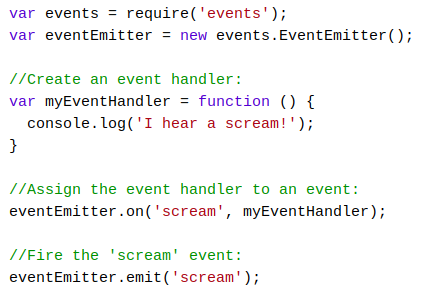 var events = require('events');
var eventEmitter = new events.EventEmitter();

//Create an event handler:
var myEventHandler = function () {
  console.log('I hear a scream!');
}

//Assign the event handler to an event:
eventEmitter.on('scream', myEventHandler);

//Fire the 'scream' event:
eventEmitter.emit('scream');